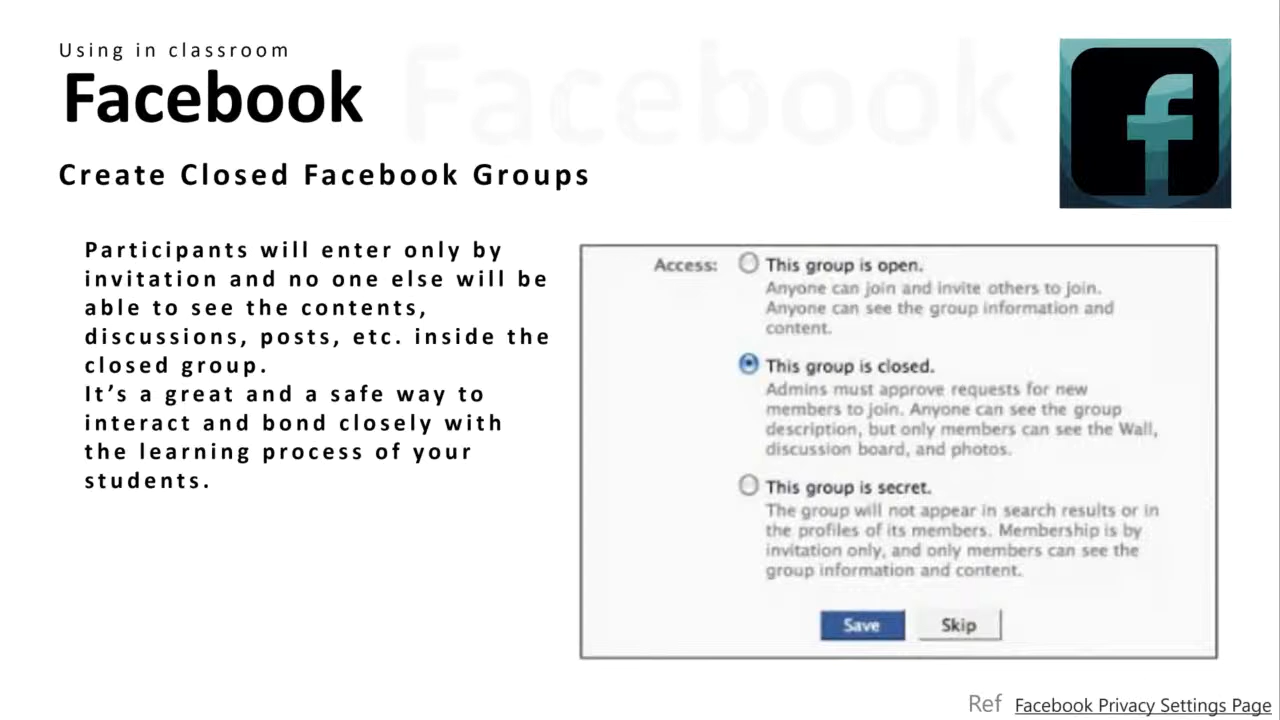 Using in classroom
Facebook
Facebook
Create Closed Facebook Groups
Participants will enter only by
invitation and no one else will be
able to see the contents,
discussions, posts, etc. inside the
closed group.
It’s a great and a safe way to
interact and bond closely with
the learning process of your
students.
Access:
This group is open.
Anyone can join and invite others to join.
Anyone can see the group information and
content.
This group is closed.
Admins must approve requests for new
members to join. Anyone can see the group
description, but only members can see the Wall,
discussion board, and photos.
This group is secret.
The group will not appear in search results or in
the profiles of its members. Membership is by
invitation only, and only members can see the
group information and content.
Save Skip
Ref Facebook Privacy Settings Page